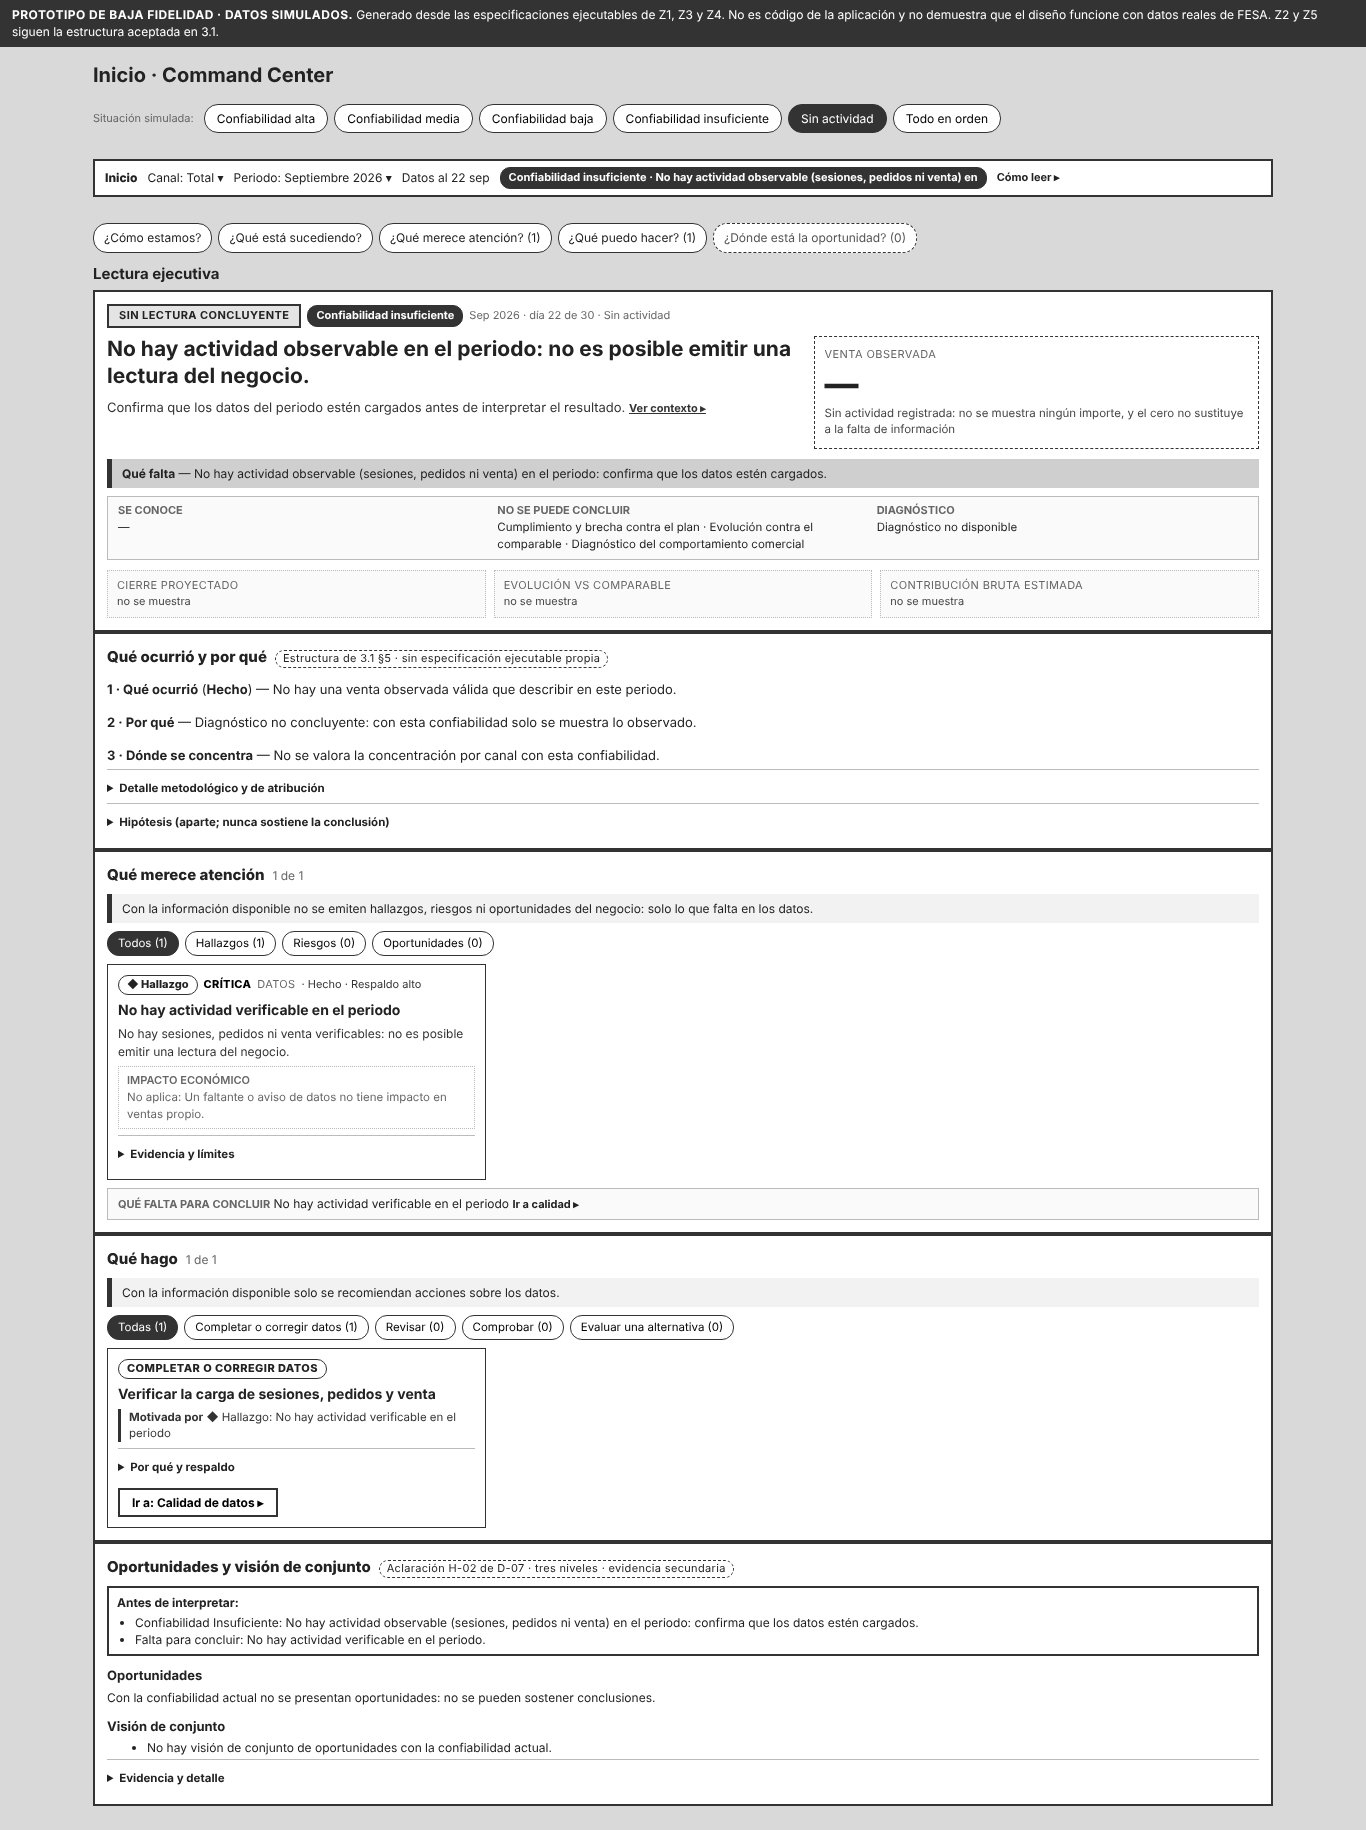 PROTOTIPO DE BAJA FIDELIDAD · DATOS SIMULADOS. Generado desde las especificaciones ejecutables de Z1, Z3 y Z4. No es código de la aplicación y no demuestra que el diseño funcione con datos reales de FESA. Z2 y Z5
siguen la estructura aceptada en 3.1.
Inicio · Command Center
Situación simulada: Confiabilidad alta Confiabilidad media Confiabilidad baja Confiabilidad insuficiente Sin actividad Todo en orden
Inicio Canal: Total ▾ Periodo: Septiembre 2026 ▾ Datos al 22 sep Confiabilidad insuficiente · No hay actividad observable (sesiones, pedidos ni venta) en Cómo leer ▸
¿Cómo estamos? ¿Qué está sucediendo? ¿Qué merece atención? (1) ¿Qué puedo hacer? (1) ¿Dónde está la oportunidad? (0)
Lectura ejecutiva
SIN LECTURA CONCLUYENTE Confiabilidad insuficiente Sep 2026 · día 22 de 30 · Sin actividad
No hay actividad observable en el periodo: no es posible emitir una
lectura del negocio.
Confirma que los datos del periodo estén cargados antes de interpretar el resultado. Ver contexto ▸
VENTA OBSERVADA
—
Sin actividad registrada: no se muestra ningún importe, y el cero no sustituye
a la falta de información
Qué falta — No hay actividad observable (sesiones, pedidos ni venta) en el periodo: confirma que los datos estén cargados.
SE CONOCE
—
NO SE PUEDE CONCLUIR
Cumplimiento y brecha contra el plan · Evolución contra el
comparable · Diagnóstico del comportamiento comercial
DIAGNÓSTICO
Diagnóstico no disponible
CIERRE PROYECTADO
no se muestra
EVOLUCIÓN VS COMPARABLE
no se muestra
CONTRIBUCIÓN BRUTA ESTIMADA
no se muestra
Qué ocurrió y por qué Estructura de 3.1 §5 · sin especificación ejecutable propia
1 · Qué ocurrió (Hecho) — No hay una venta observada válida que describir en este periodo.
2 · Por qué — Diagnóstico no concluyente: con esta confiabilidad solo se muestra lo observado.
3 · Dónde se concentra — No se valora la concentración por canal con esta confiabilidad.
▸ Detalle metodológico y de atribución
▸ Hipótesis (aparte; nunca sostiene la conclusión)
Qué merece atención 1 de 1
Con la información disponible no se emiten hallazgos, riesgos ni oportunidades del negocio: solo lo que falta en los datos.
Todos (1) Hallazgos (1) Riesgos (0) Oportunidades (0)
◆ Hallazgo CRÍTICA DATOS · Hecho · Respaldo alto
No hay actividad verificable en el periodo
No hay sesiones, pedidos ni venta verificables: no es posible
emitir una lectura del negocio.
IMPACTO ECONÓMICO
No aplica: Un faltante o aviso de datos no tiene impacto en
ventas propio.
▸ Evidencia y límites
QUÉ FALTA PARA CONCLUIR No hay actividad verificable en el periodo Ir a calidad ▸
Qué hago 1 de 1
Con la información disponible solo se recomiendan acciones sobre los datos.
Todas (1) Completar o corregir datos (1) Revisar (0) Comprobar (0) Evaluar una alternativa (0)
COMPLETAR O CORREGIR DATOS
Verificar la carga de sesiones, pedidos y venta
Motivada por ◆ Hallazgo: No hay actividad verificable en el
periodo
▸ Por qué y respaldo
Ir a: Calidad de datos ▸
Oportunidades y visión de conjunto Aclaración H-02 de D-07 · tres niveles · evidencia secundaria
Antes de interpretar:
• Confiabilidad Insuficiente: No hay actividad observable (sesiones, pedidos ni venta) en el periodo: confirma que los datos estén cargados.
• Falta para concluir: No hay actividad verificable en el periodo.
Oportunidades
Con la confiabilidad actual no se presentan oportunidades: no se pueden sostener conclusiones.
Visión de conjunto
• No hay visión de conjunto de oportunidades con la confiabilidad actual.
▸ Evidencia y detalle